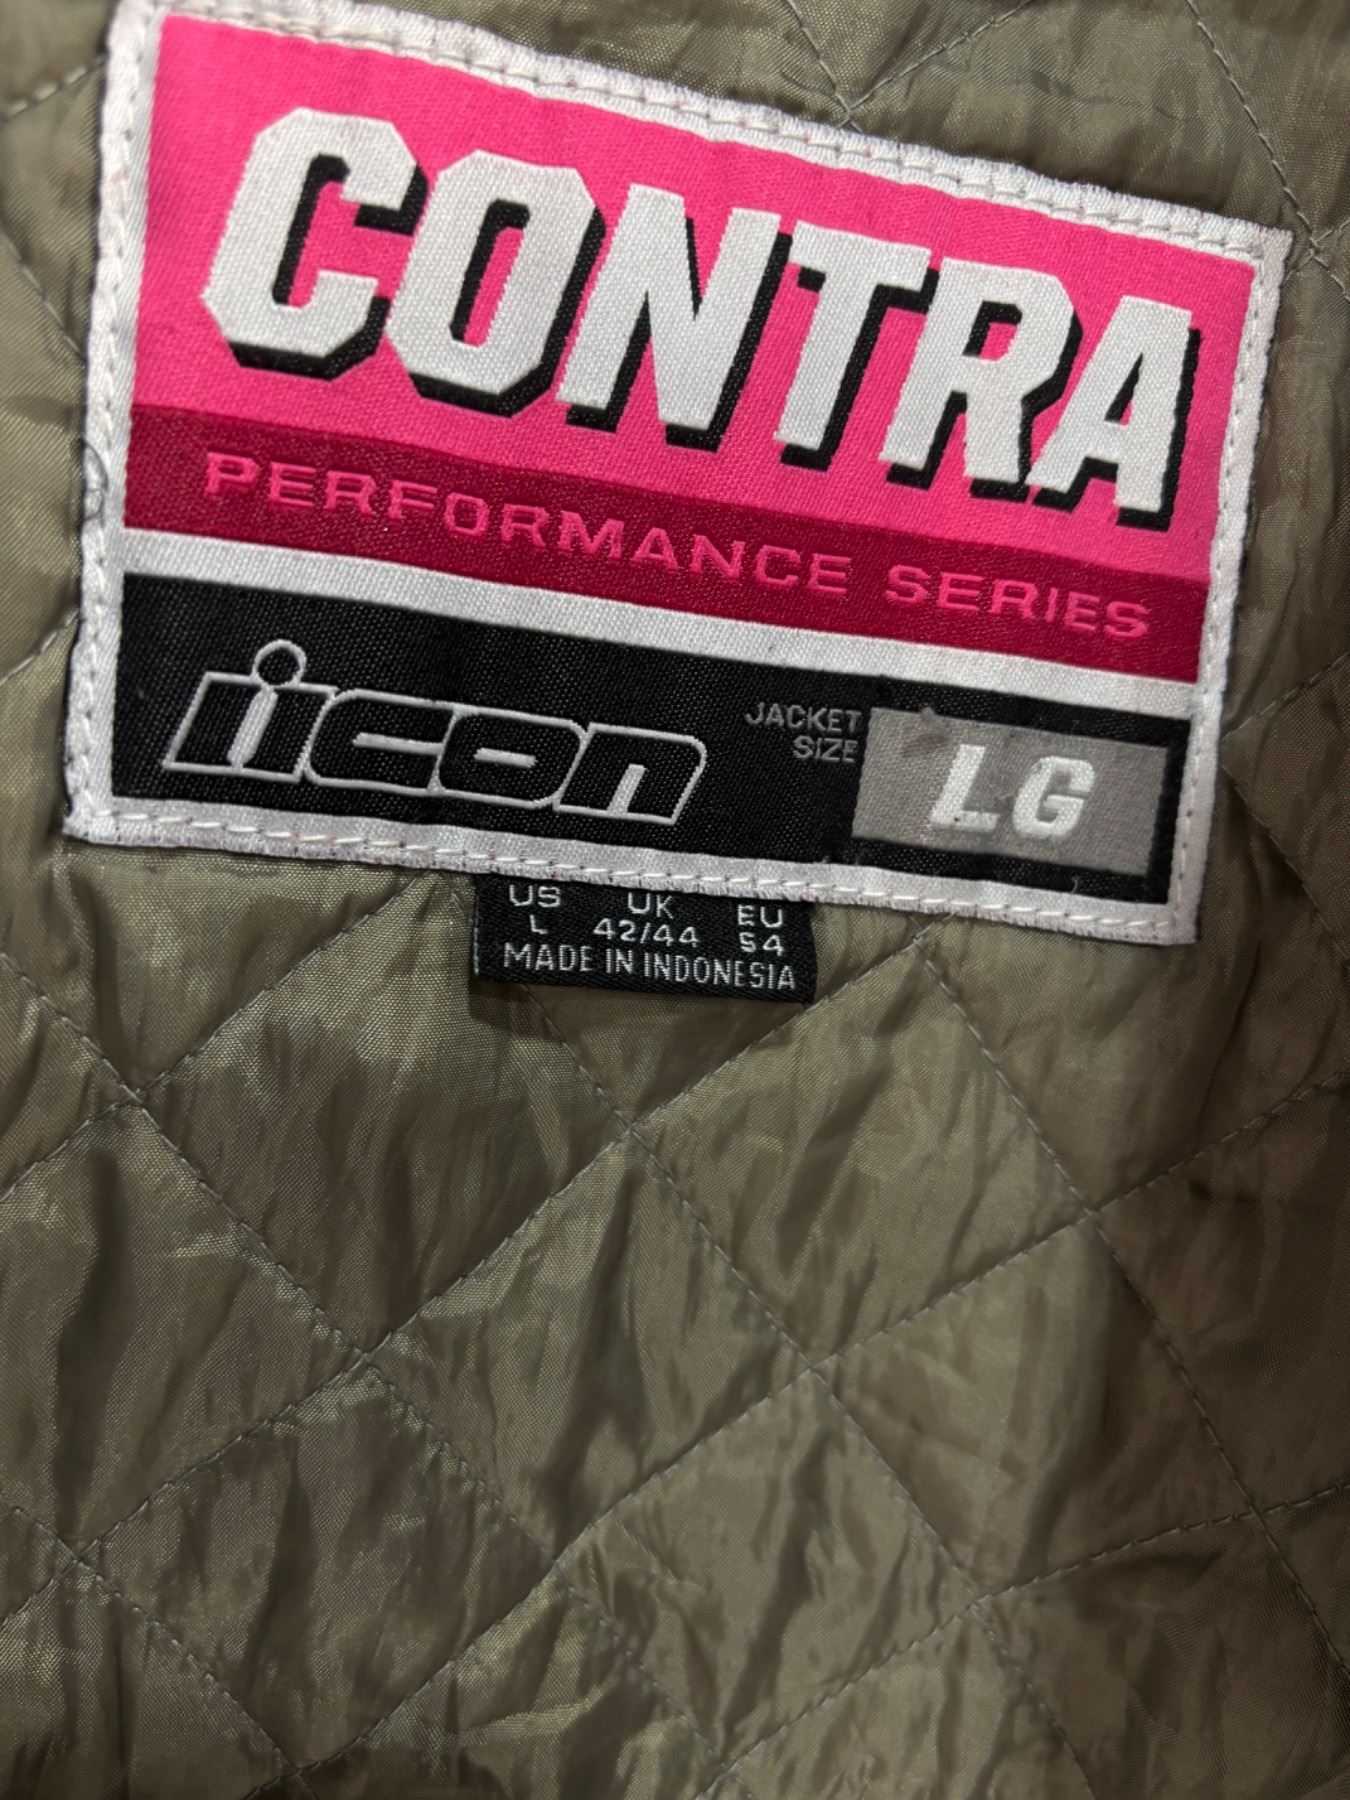 CONTRA
PERFORMANCE SERIES
icon
JACKET
SIZE
LG
US UK EU
L 42/44 54
MADE IN INDONESIA